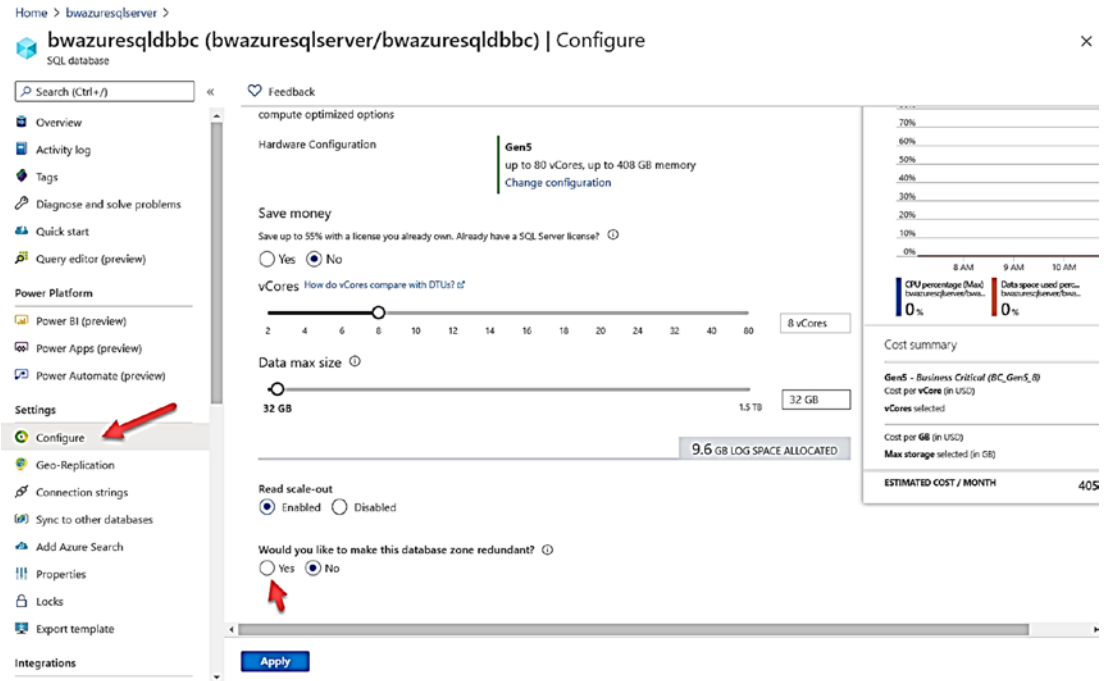 Home > bwazuresqlserver >
bwazuresqldbbc (bwazuresqlserver/bwazuresqldbbc) | Configure
SQL database
Search (Ctrl+/)
«
Overview
Activity log
Tags
Diagnose and solve problems
Quick start
Query editor (preview)
Power Platform
Power BI (preview)
Power Apps (preview)
Power Automate (preview)
Settings
Configure
Geo-Replication
Connection strings
Sync to other databases
Add Azure Search
Properties
Locks
Export template
Integrations
Feedback
compute optimized options
Hardware Configuration
Gen5
up to 80 vCores, up to 408 GB memory
Change configuration
Save money
Save up to 55% with a license you already own. Already have a SQL Server license?
Yes No
vCores How do vCores compare with DTUs?
2 4 6 8 10 12 14 16 18 20 24 32 40 80
8 vCores
Data max size
32 GB 1.5 TB
32 GB
9.6 GB LOG SPACE ALLOCATED
Read scale-out
Enabled Disabled
Would you like to make this database zone redundant?
Yes No
Apply
70%
60%
50%
40%
30%
20%
10%
0%
8 AM 9 AM 10 AM
CPU percentage (Max)
bwazuresqlserver/bwa...
0 %
Data space used perc...
bwazuresqlserver/bwa...
0 %
Cost summary
Gen5 - Business Critical (BC_Gen5_8)
Cost per vCore (in USD)
vCores selected
Cost per GB (in USD)
Max storage selected (in GB)
ESTIMATED COST / MONTH